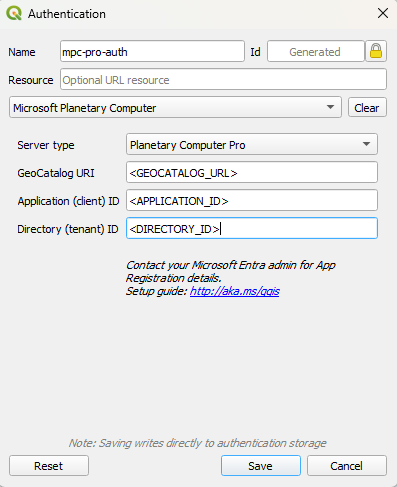 Authentication
Name mpc-pro-auth Id Generated
Resource Optional URL resource
Microsoft Planetary Computer Clear
Server type Planetary Computer Pro
GeoCatalog URI <GEOCATALOG_URL>
Application (client) ID <APPLICATION_ID>
Directory (tenant) ID <DIRECTORY_ID>
Contact your Microsoft Entra admin for App
Registration details.
Setup guide: http://aka.ms/qgis
Note: Saving writes directly to authentication storage
Reset Save Cancel